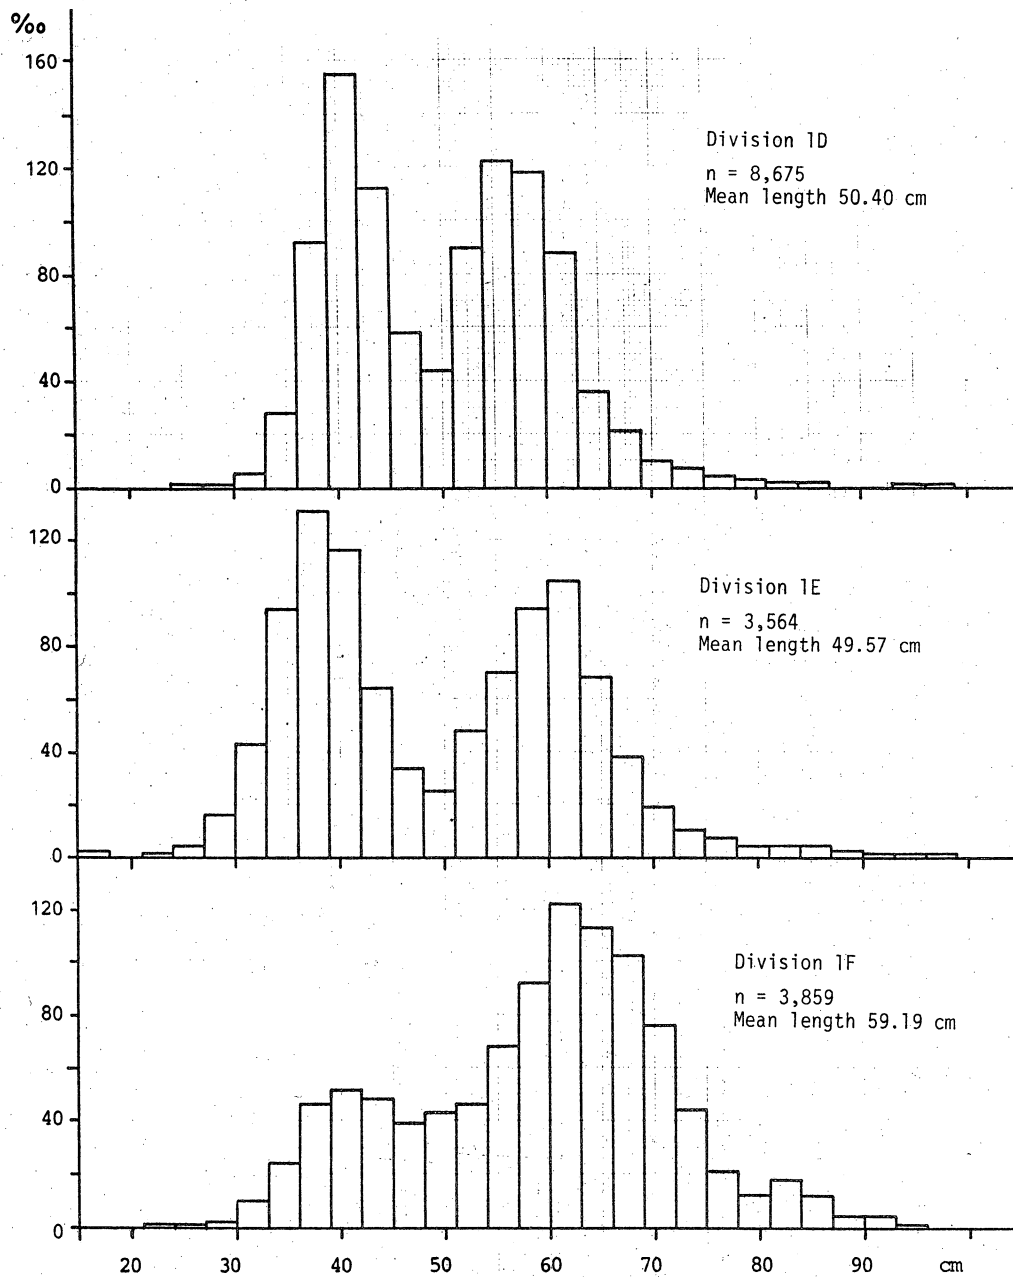 ‰
160
120
80
40
0
Division 1D
n = 8,675
Mean length 50.40 cm
120
80
40
0
Division 1E
n = 3,564
Mean length 49.57 cm
120
80
40
0
Division 1F
n = 3,859
Mean length 59.19 cm
20 30 40 50 60 70 80 90 cm